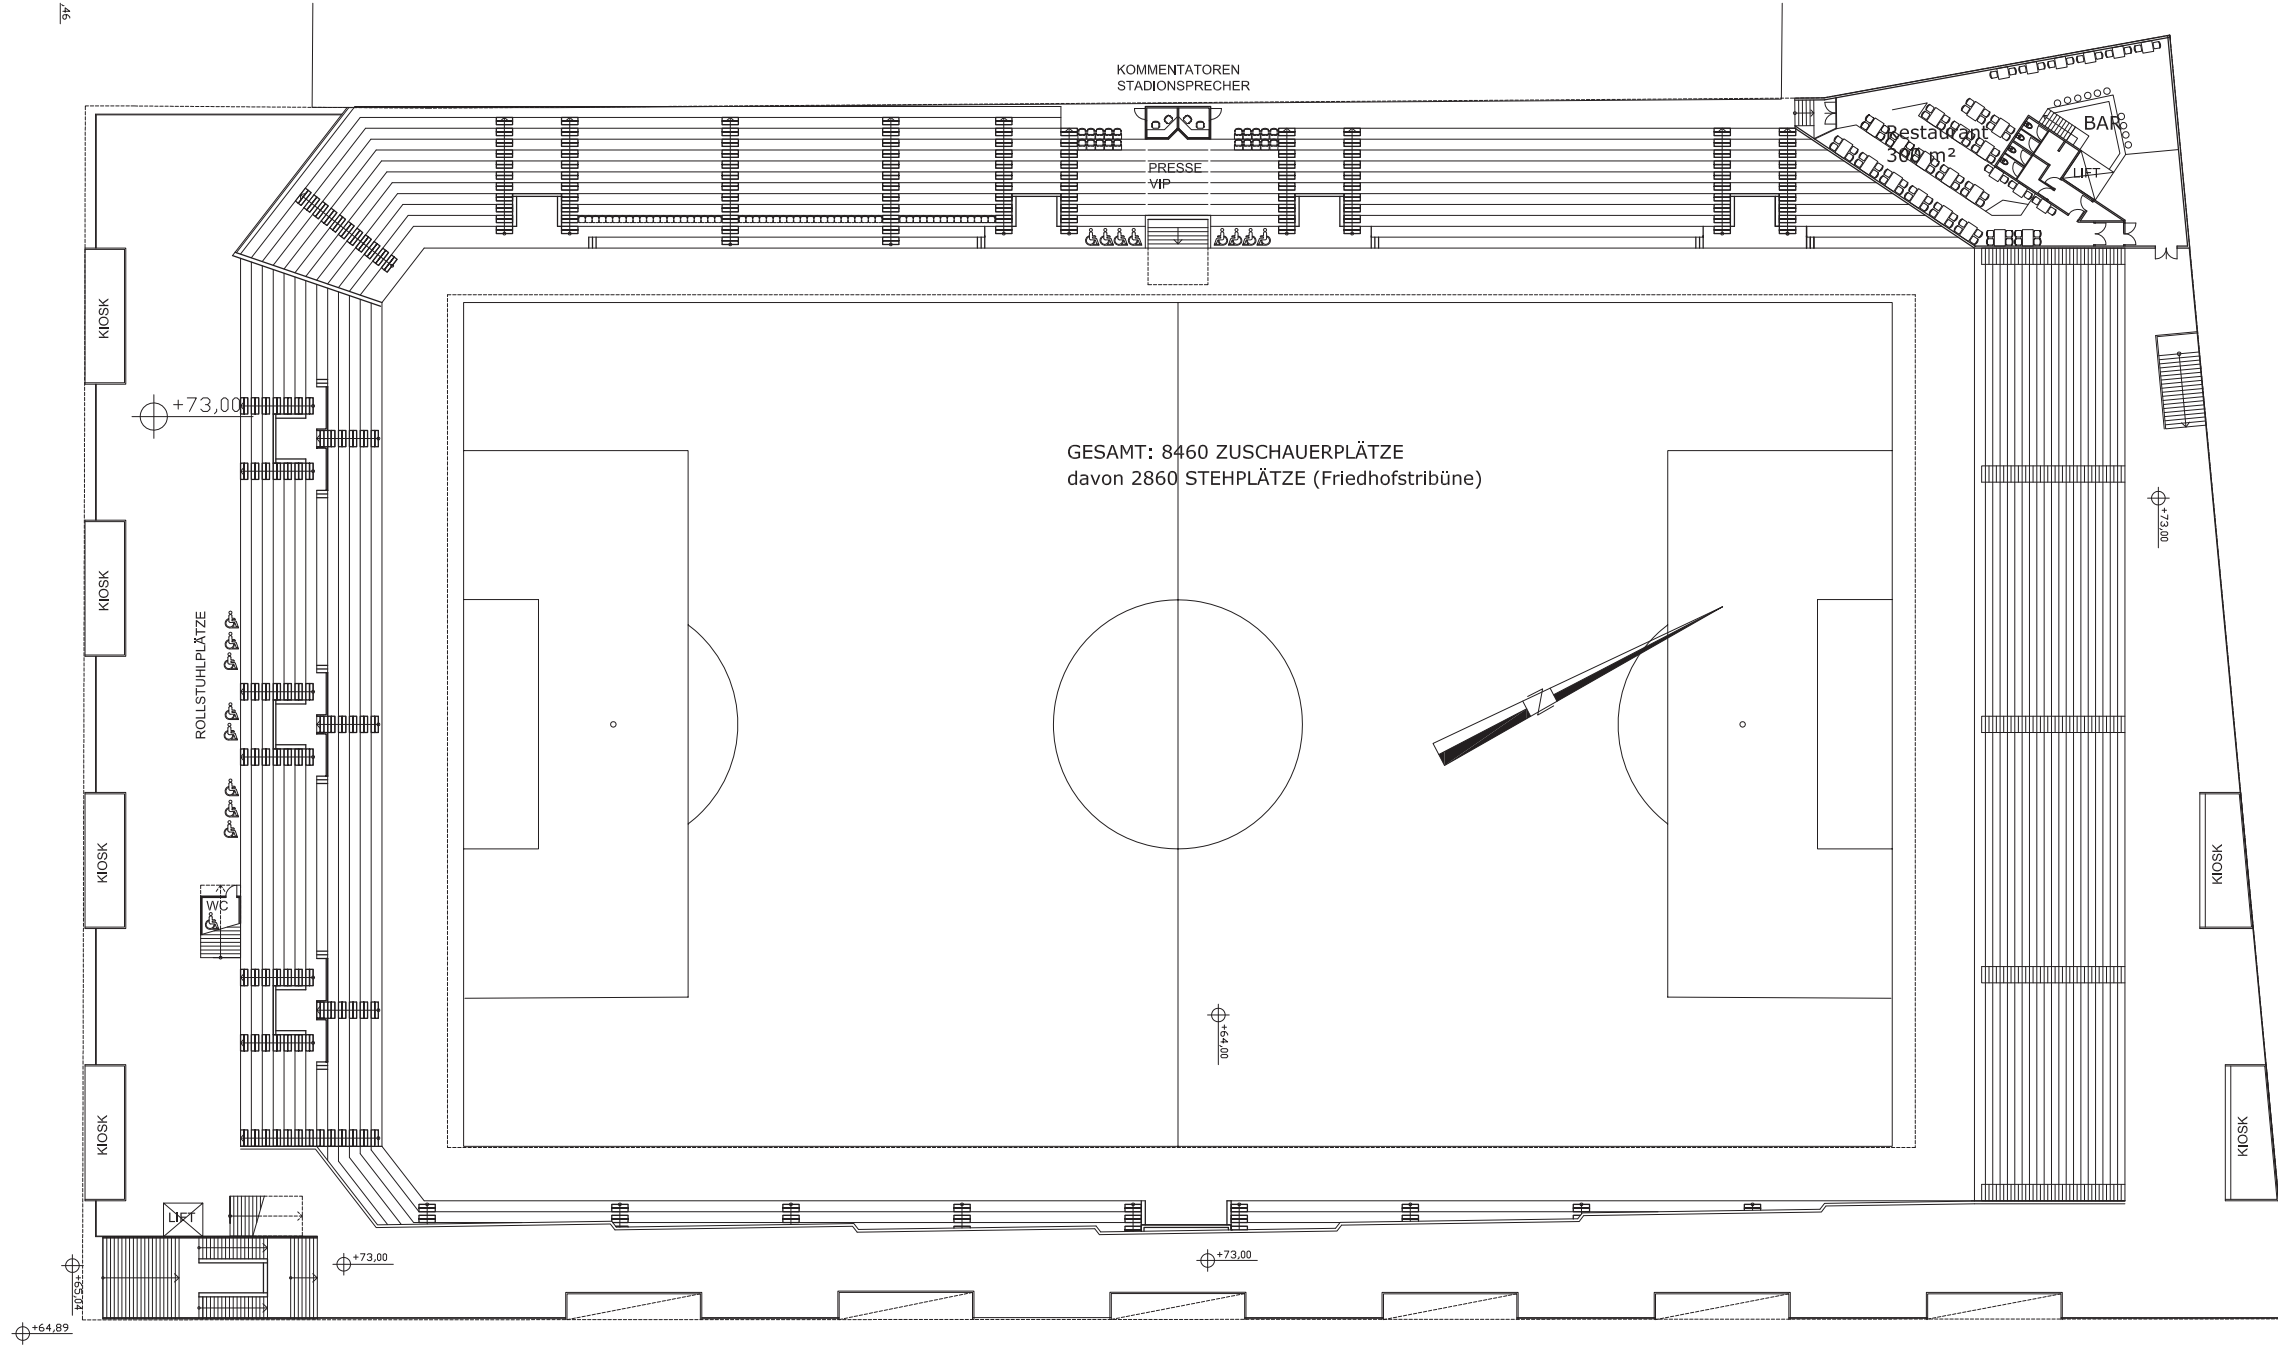 ,46
KOMMENTATOREN
STADIONSPRECHER
BAR
Restaurant
300 m²
PRESSE
VIP
LIFT
KIOSK
+73,00
GESAMT: 8460 ZUSCHAUERPLÄTZE
davon 2860 STEHPLÄTZE (Friedhofstribüne)
+73,00
KIOSK
ROLLSTUHLPLÄTZE
KIOSK
KIOSK
WC
+64,00
KIOSK
KIOSK
LIFT
+73,00
+73,00
+65,04
+64,89